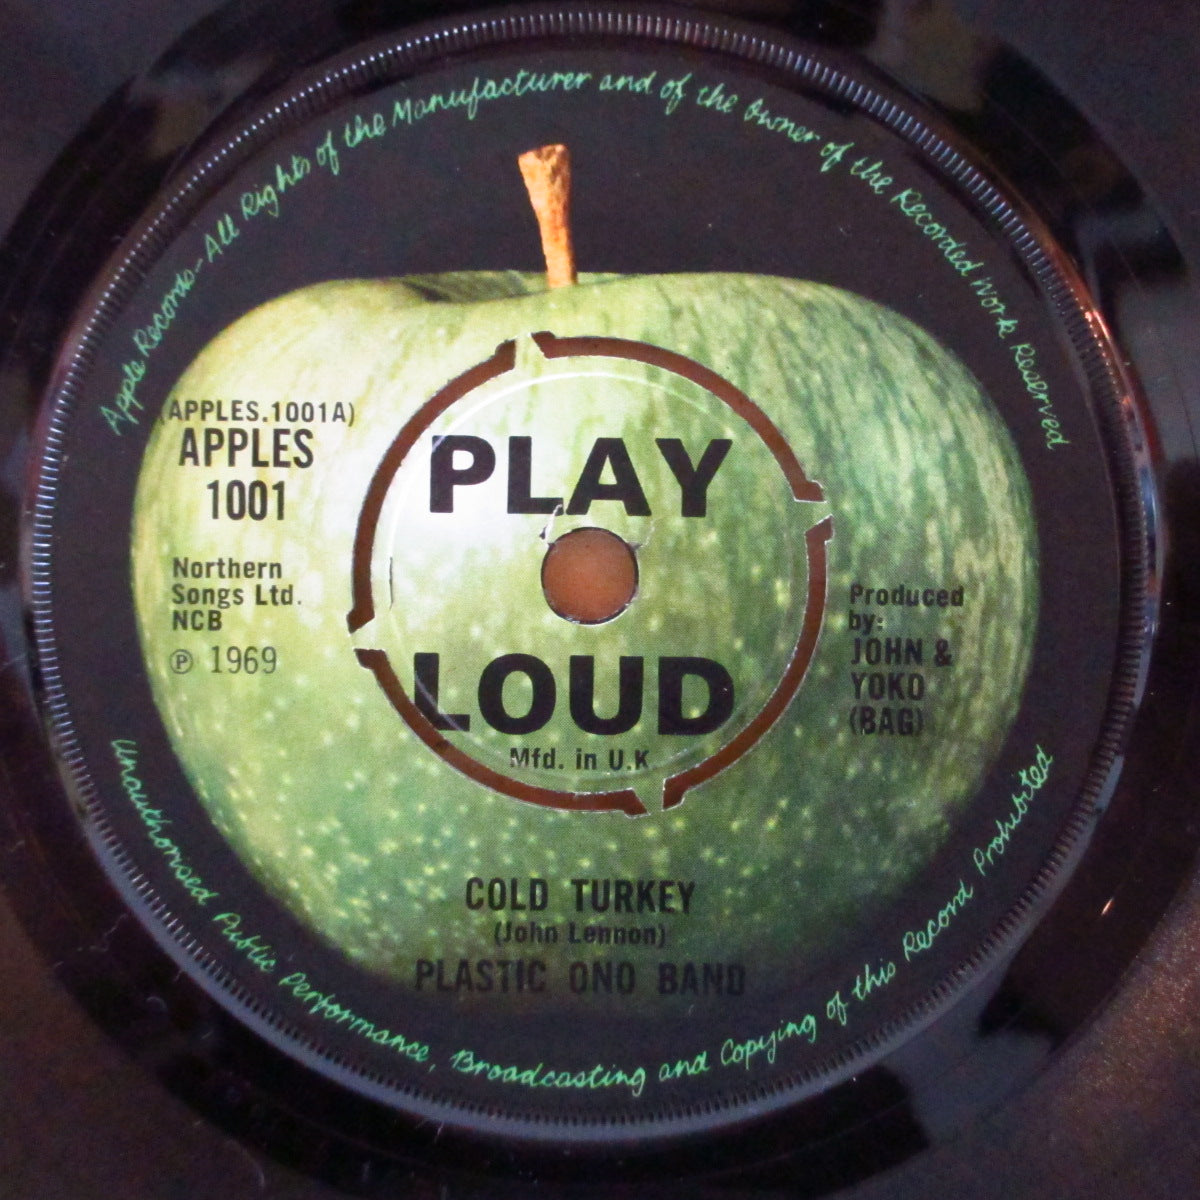 Apple Records - All Rights of the Manufacturer and of the Owner of the Recorded Work Reserved
(APPLES.1001A)
APPLES
1001
PLAY
Northern
Songs Ltd.
NCB
℗ 1969
Produced
by:
JOHN &
YOKO
(BAG)
LOUD
Mfd. in U.K
COLD TURKEY
(John Lennon)
PLASTIC ONO BAND
Unauthorised Public Performance, Broadcasting and Copying of this Record Prohibited